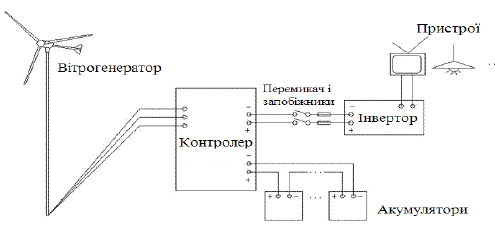 Пристрої
Вітрогенератор
Перемикач і
запобіжники
Інвертор
Контролер
Акумулятори